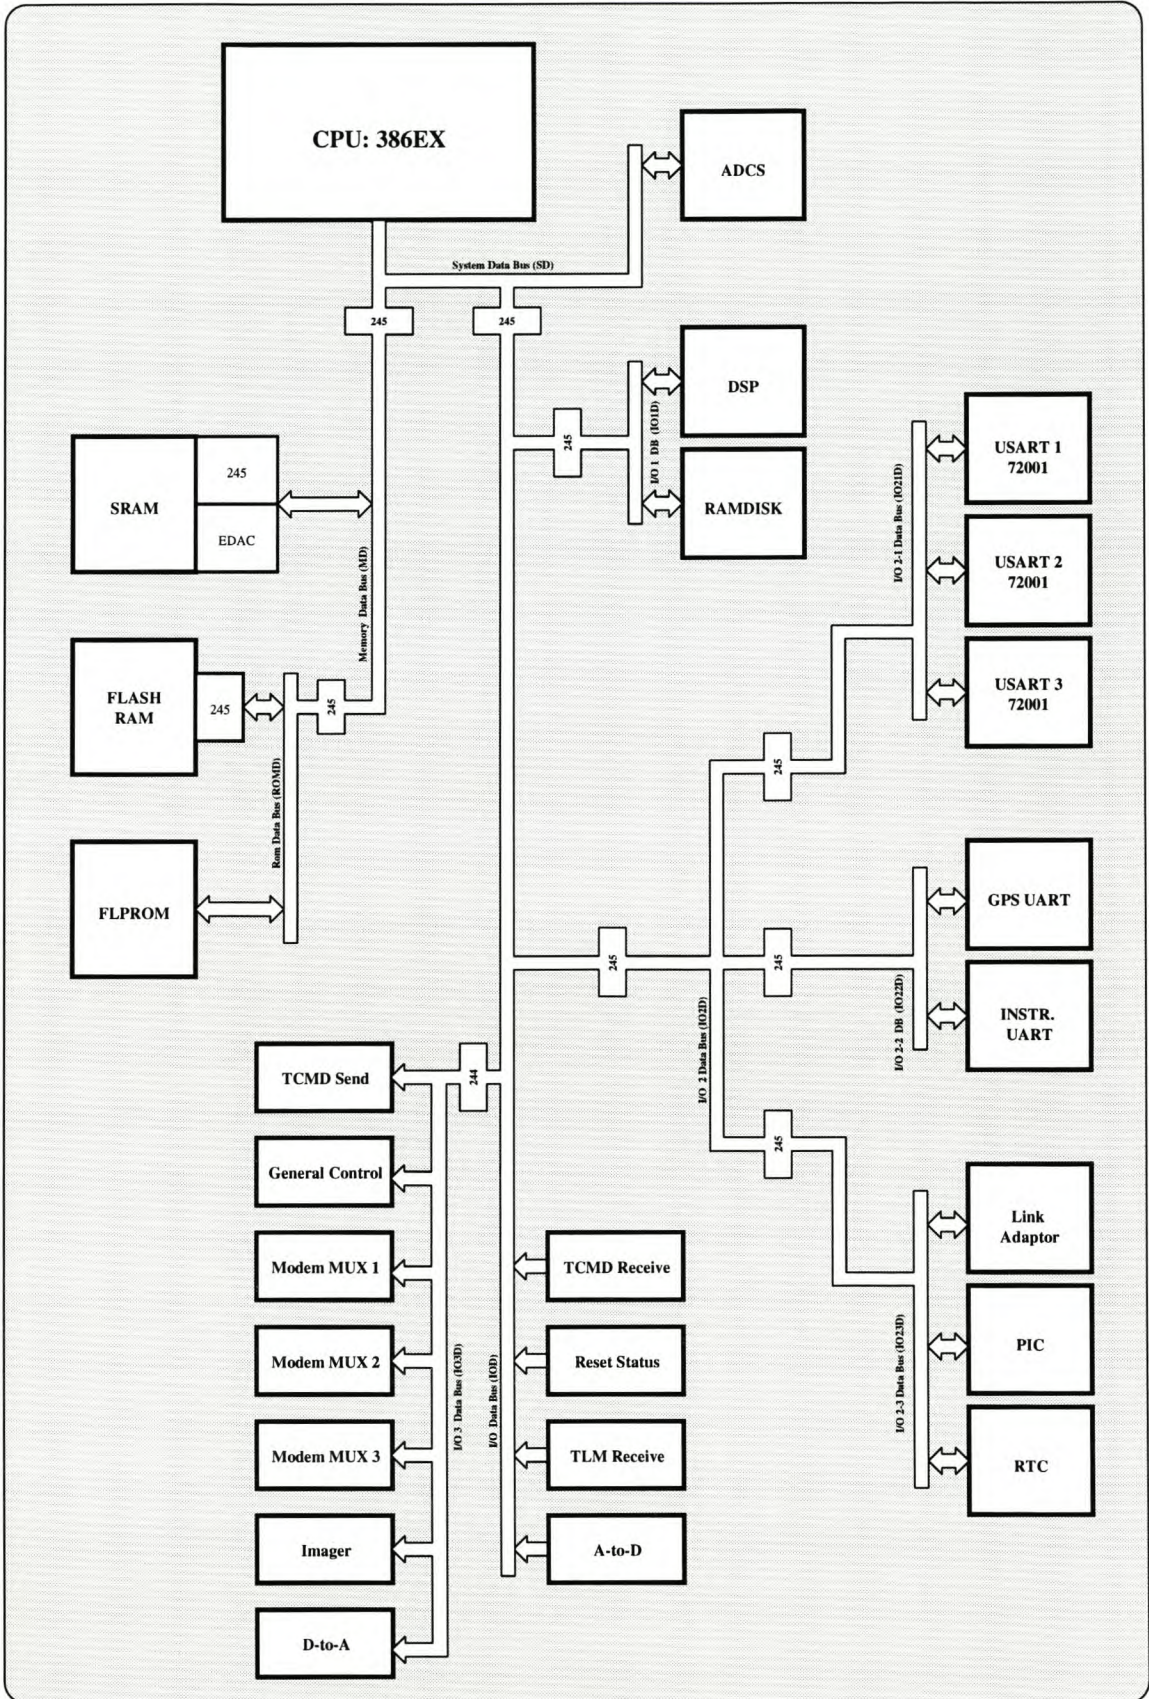 CPU: 386EX
ADCS
System Data Bus (SD)
245
245
DSP
I/O 1 DB (IO1D)
245
RAMDISK
USART 1
72001
I/O 2-1 Data Bus (IO21D)
USART 2
72001
USART 3
72001
SRAM
245
EDAC
Memory Data Bus (MD)
FLASH
RAM
245
245
Rom Data Bus (ROMD)
FLPROM
245
245
245
GPS UART
I/O 2-2 DB (IO22D)
INSTR.
UART
I/O 2 Data Bus (IO2D)
245
TCMD Send
244
General Control
Modem MUX 1
Modem MUX 2
Modem MUX 3
Imager
D-to-A
I/O 3 Data Bus (IO3D)
I/O Data Bus (IOD)
TCMD Receive
Reset Status
TLM Receive
A-to-D
Link
Adaptor
I/O 2-3 Data Bus (IO23D)
PIC
RTC